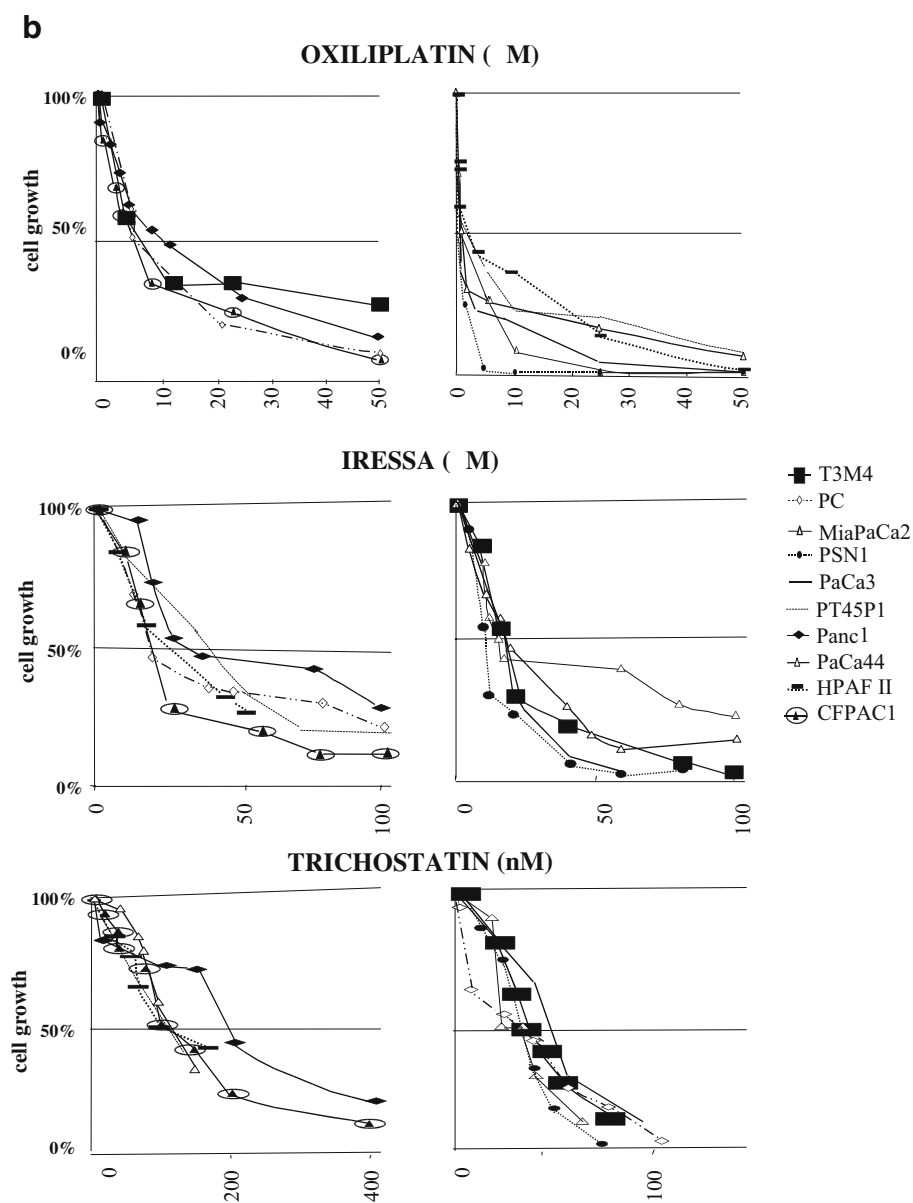 b
OXILIPLATIN ( M)
cell growth
100%
50%
0%
0 10 20 30 40 50
0 10 20 30 40 50
IRESSA ( M)
cell growth
100%
50%
0%
0 50 100
0 50 100
T3M4
PC
MiaPaCa2
PSN1
PaCa3
PT45P1
Panc1
PaCa44
HPAF II
CFPAC1
TRICHOSTATIN (nM)
cell growth
100%
50%
0%
0 200 400
0 100